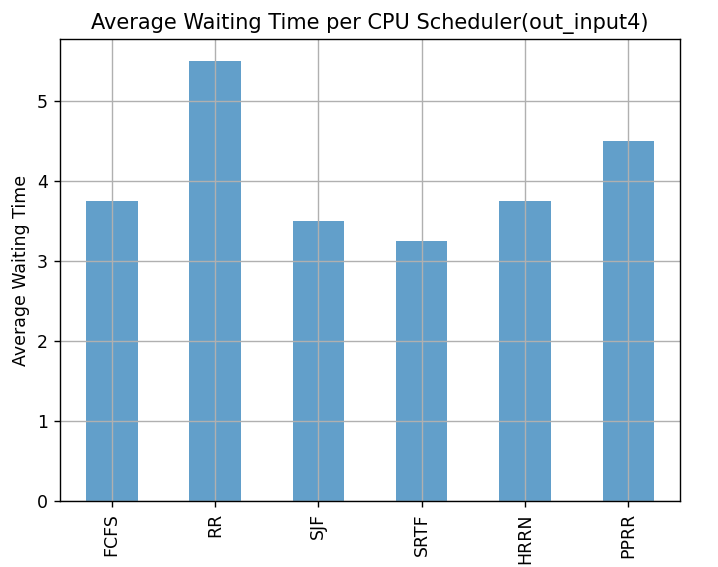 Average Waiting Time per CPU Scheduler(out_input4)
Average Waiting Time
5
4
3
2
1
0
FCFS
RR
SJF
SRTF
HRRN
PPRR